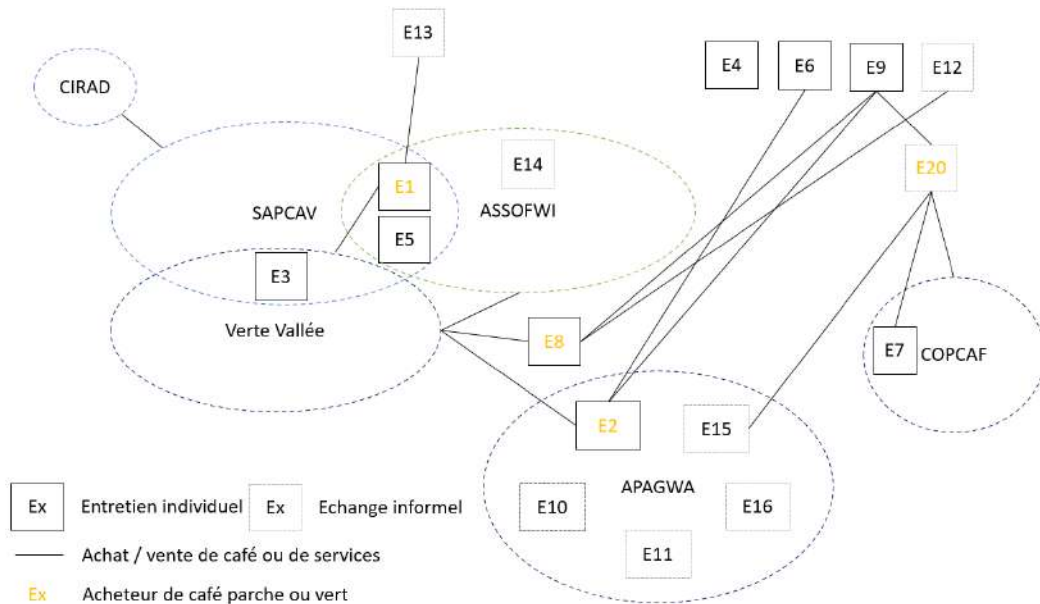 E13
E4
E6
E9
E12
CIRAD
E14
E1
E20
SAPCAV
ASSOFWI
E5
E3
Verte Vallée
E8
E7
COPCAF
E2
E15
APAGWA
E10
E16
E11
Ex Entretien individuel
Ex Echange informel
Achat / vente de café ou de services
Ex Acheteur de café parche ou vert